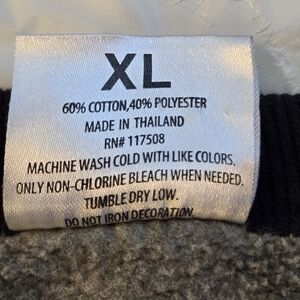 XL
60% COTTON,40% POLYESTER
MADE IN THAILAND
RN# 117508
MACHINE WASH COLD WITH LIKE COLORS.
ONLY NON-CHLORINE BLEACH WHEN NEEDED.
TUMBLE DRY LOW.
DO NOT IRON DECORATION.